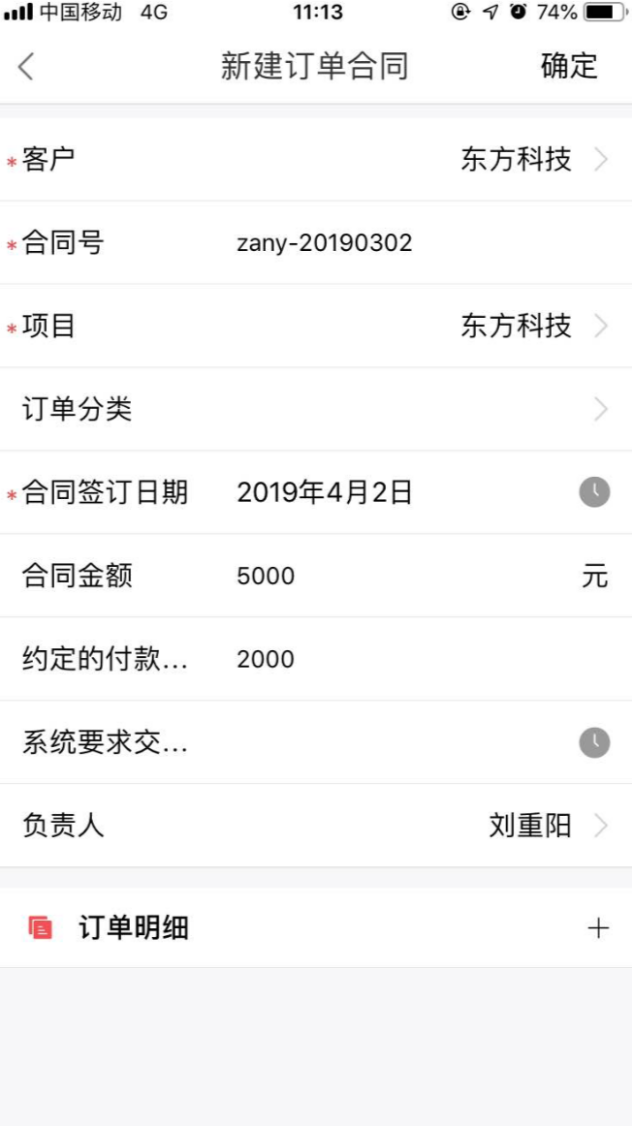 中国移动 4G 11:13 74%
新建订单合同 确定
*客户 东方科技
*合同号 zany-20190302
*项目 东方科技
订单分类
*合同签订日期 2019年4月2日
合同金额 5000 元
约定的付款... 2000
系统要求交...
负责人 刘重阳
订单明细